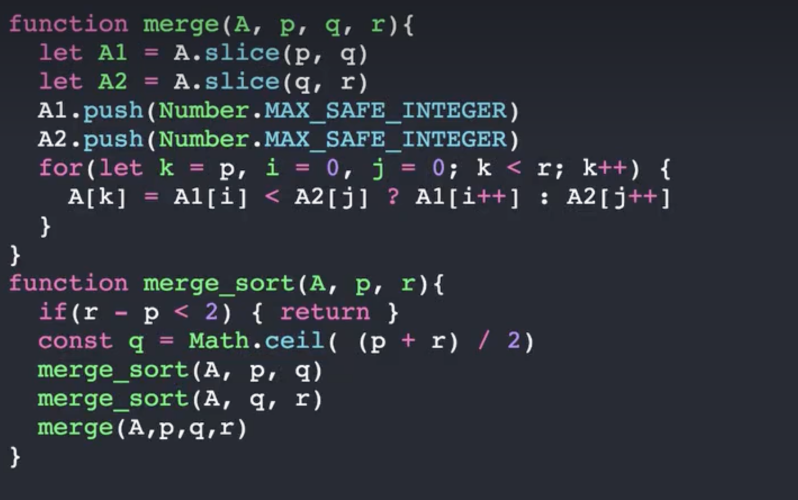 function merge(A, p, q, r){
  let A1 = A.slice(p, q)
  let A2 = A.slice(q, r)
  A1.push(Number.MAX_SAFE_INTEGER)
  A2.push(Number.MAX_SAFE_INTEGER)
  for(let k = p, i = 0, j = 0; k < r; k++) {
    A[k] = A1[i] < A2[j] ? A1[i++] : A2[j++]
  }
}
function merge_sort(A, p, r){
  if(r - p < 2) { return }
  const q = Math.ceil( (p + r) / 2)
  merge_sort(A, p, q)
  merge_sort(A, q, r)
  merge(A,p,q,r)
}